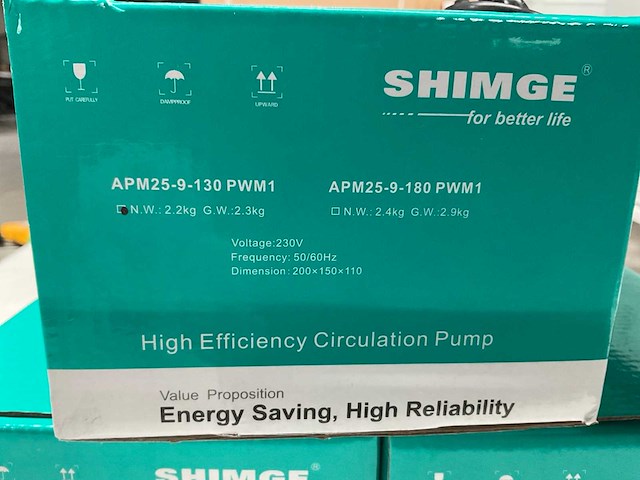 SHIMGE®
for better life
PUT CAREFULLY
DAMPPROOF
UPWARD
APM25-9-130 PWM1
APM25-9-180 PWM1
N.W.: 2.2kg G.W.:2.3kg
N.W.: 2.4kg G.W.:2.9kg
Voltage:230V
Frequency: 50/60Hz
Dimension: 200×150×110
High Efficiency Circulation Pump
Value Proposition
Energy Saving, High Reliability
SHIMGE®